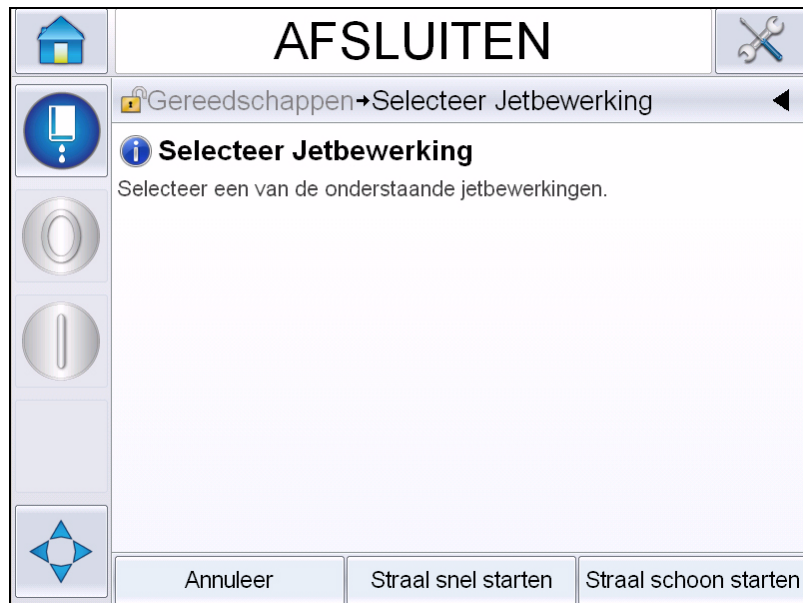 AFSLUITEN
Gereedschappen→Selecteer Jetbewerking
Selecteer Jetbewerking
Selecteer een van de onderstaande jetbewerkingen.
Annuleer
Straal snel starten
Straal schoon starten